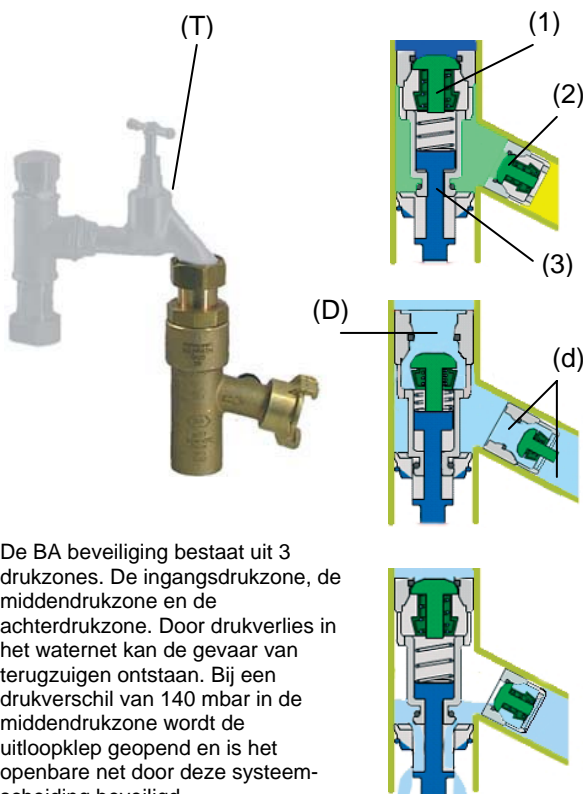 (T)
(1)
(2)
(3)
(D)
(d)
De BA beveiliging bestaat uit 3
drukzones. De ingangsdrukzone, de
middendrukzone en de
achterdrukzone. Door drukverlies in
het waternet kan de gevaar van
terugzuigen ontstaan. Bij een
drukverschil van 140 mbar in de
middendrukzone wordt de
uitloopklep geopend en is het
openbare net door deze systeem-
scheiding beveiligd